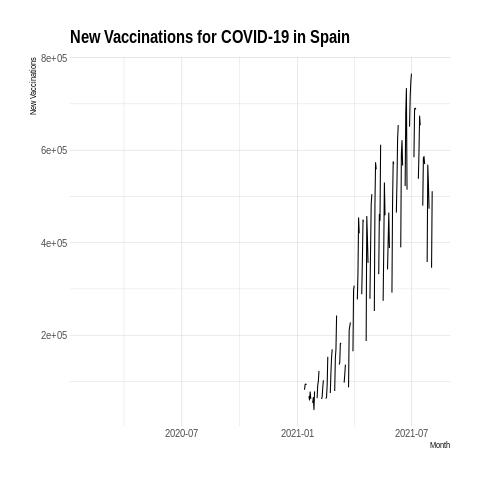 New Vaccinations for COVID-19 in Spain
New Vaccinations
8e+05
6e+05
4e+05
2e+05
2020-07
2021-01
2021-07
Month